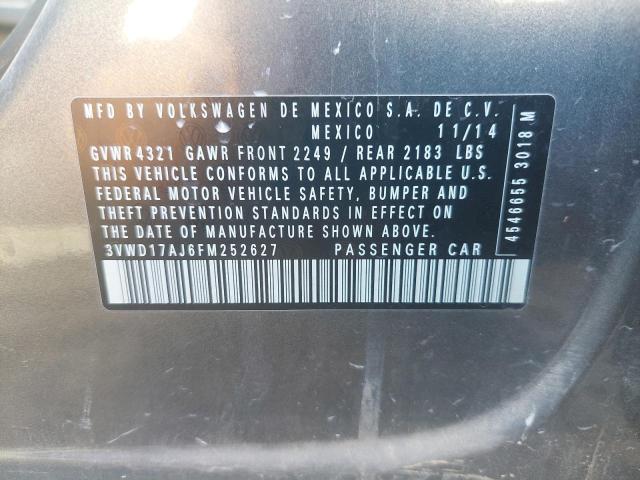 MFD BY VOLKSWAGEN DE MEXICO S.A. DE C.V.
MEXICO 11/14
GVWR 4321 GAWR FRONT 2249 / REAR 2183 LBS
THIS VEHICLE CONFORMS TO ALL APPLICABLE U.S.
FEDERAL MOTOR VEHICLE SAFETY, BUMPER AND
THEFT PREVENTION STANDARDS IN EFFECT ON
THE DATE OF MANUFACTURE SHOWN ABOVE.
3VWD17AJ6FM252627 PASSENGER CAR
4546655 3018 M